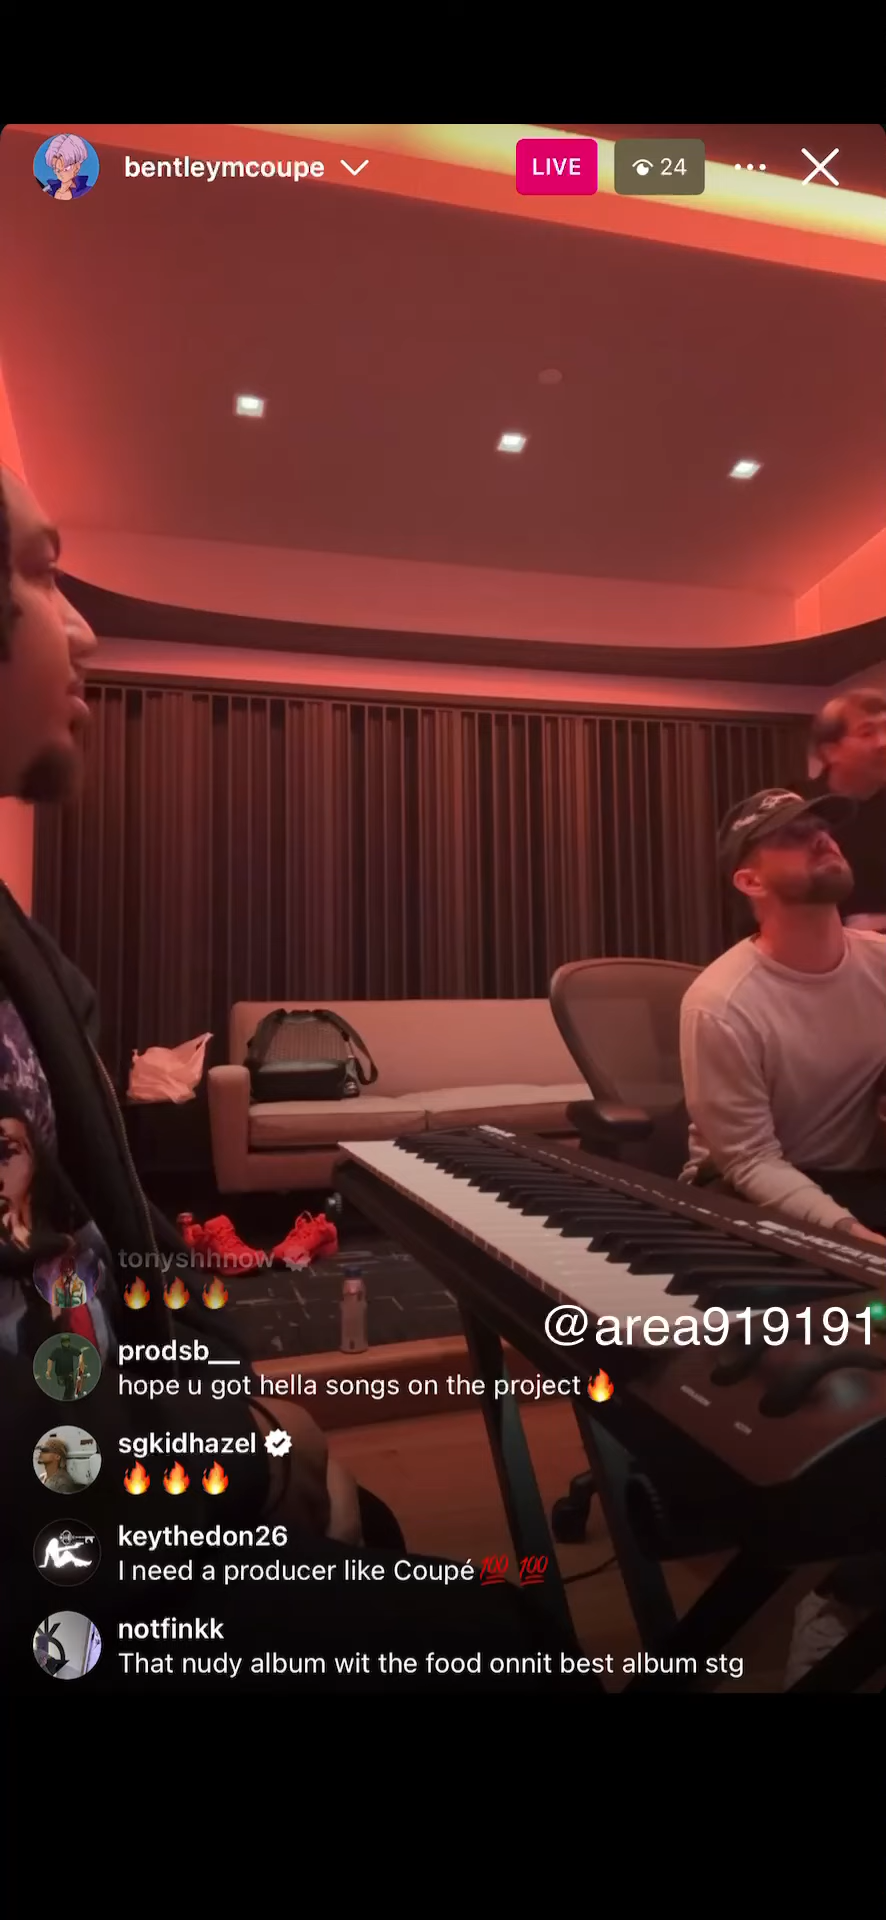 bentleymcoupe
LIVE
24
tonyshhnow
🔥🔥🔥
@area919191
prodsb__
hope u got hella songs on the project🔥
sgkidhazel
🔥🔥🔥
keythedon26
I need a producer like Coupé💯💯
notfinkk
That nudy album wit the food onnit best album stg